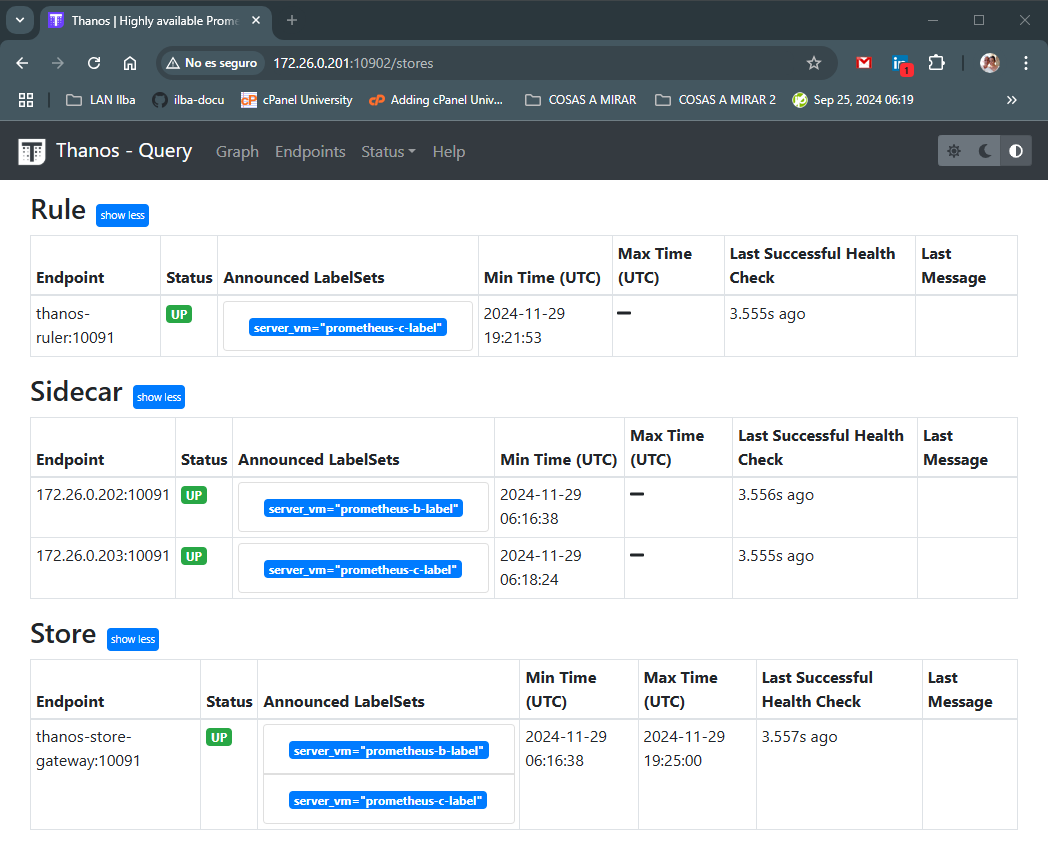 Thanos | Highly available Prome
No es seguro
172.26.0.201:10902/stores
1
LAN Ilba
ilba-docu
cPanel University
Adding cPanel Univ...
COSAS A MIRAR
COSAS A MIRAR 2
Sep 25, 2024 06:19
»
Thanos - Query
Graph
Endpoints
Status
Help
Rule
show less
Endpoint
Status
Announced LabelSets
Min Time (UTC)
Max Time
(UTC)
Last Successful Health
Check
Last
Message
thanos-
ruler:10091
UP
server_vm="prometheus-c-label"
2024-11-29
19:21:53
—
3.555s ago
Sidecar
show less
Endpoint
Status
Announced LabelSets
Min Time (UTC)
Max Time
(UTC)
Last Successful Health
Check
Last
Message
172.26.0.202:10091
UP
server_vm="prometheus-b-label"
2024-11-29
06:16:38
—
3.556s ago
172.26.0.203:10091
UP
server_vm="prometheus-c-label"
2024-11-29
06:18:24
—
3.555s ago
Store
show less
Endpoint
Status
Announced LabelSets
Min Time
(UTC)
Max Time
(UTC)
Last Successful
Health Check
Last
Message
thanos-store-
gateway:10091
UP
server_vm="prometheus-b-label"
server_vm="prometheus-c-label"
2024-11-29
06:16:38
2024-11-29
19:25:00
3.557s ago